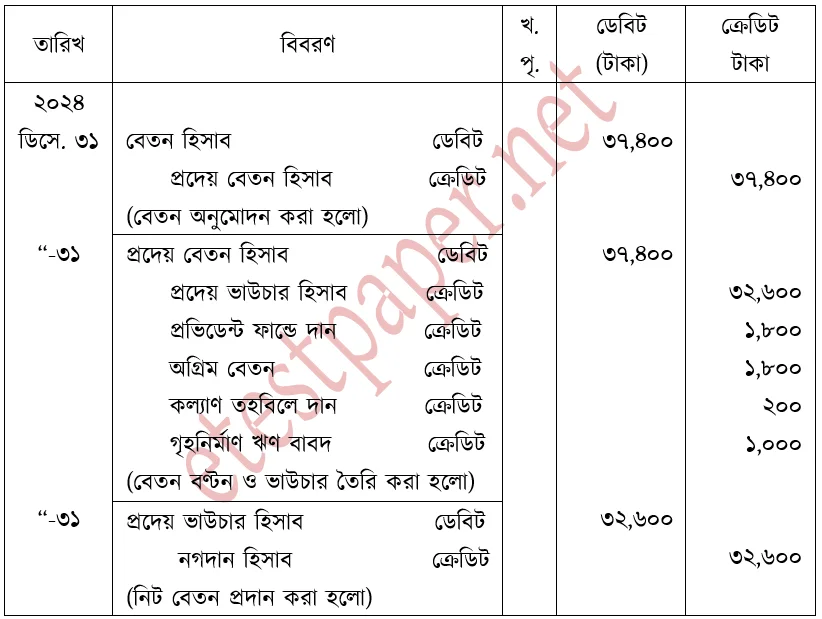 তারিখ বিবরণ খ. পৃ. ডেবিট (টাকা) ক্রেডিট টাকা
২০২৪
ডিসে. ৩১ বেতন হিসাব ডেবিট ৩৭,৪০০
প্রদেয় বেতন হিসাব ক্রেডিট ৩৭,৪০০
(বেতন অনুমোদন করা হলো)
“-৩১ প্রদেয় বেতন হিসাব ডেবিট ৩৭,৪০০
প্রদেয় ভাউচার হিসাব ক্রেডিট ৩২,৬০০
প্রভিডেন্ট ফান্ডে দান ক্রেডিট ১,৮০০
অগ্রিম বেতন ক্রেডিট ১,৮০০
কল্যাণ তহবিলে দান ক্রেডিট ২০০
গৃহনির্মাণ ঋণ বাবদ ক্রেডিট ১,০০০
(বেতন বণ্টন ও ভাউচার তৈরি করা হলো)
“-৩১ প্রদেয় ভাউচার হিসাব ডেবিট ৩২,৬০০
নগদান হিসাব ক্রেডিট ৩২,৬০০
(নিট বেতন প্রদান করা হলো)
etestpaper.net